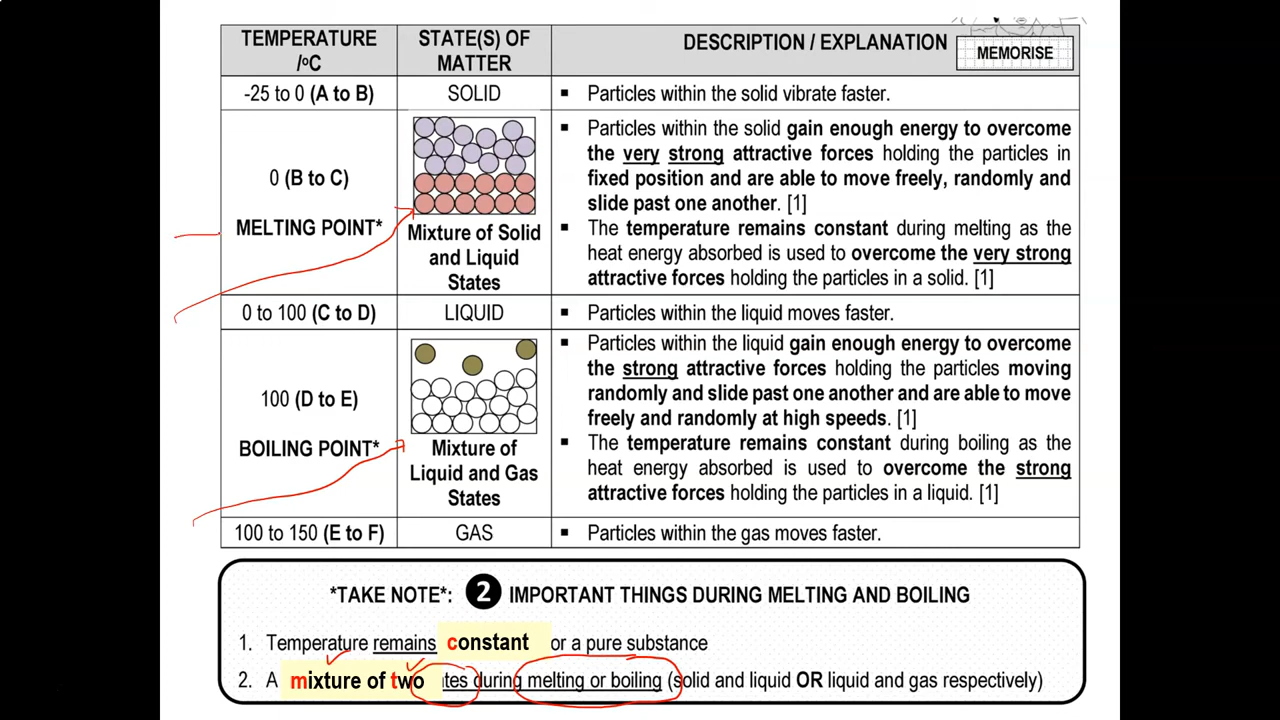 TEMPERATURE /ºC
STATE(S) OF MATTER
DESCRIPTION / EXPLANATION
MEMORISE
-25 to 0 (A to B)
SOLID
▪ Particles within the solid vibrate faster.
0 (B to C)
MELTING POINT*
Mixture of Solid
and Liquid
States
▪ Particles within the solid gain enough energy to overcome
the very strong attractive forces holding the particles in
fixed position and are able to move freely, randomly and
slide past one another. [1]
▪ The temperature remains constant during melting as the
heat energy absorbed is used to overcome the very strong
attractive forces holding the particles in a solid. [1]
0 to 100 (C to D)
LIQUID
▪ Particles within the liquid moves faster.
100 (D to E)
BOILING POINT*
Mixture of
Liquid and Gas
States
▪ Particles within the liquid gain enough energy to overcome
the strong attractive forces holding the particles moving
randomly and slide past one another and are able to move
freely and randomly at high speeds. [1]
▪ The temperature remains constant during boiling as the
heat energy absorbed is used to overcome the strong
attractive forces holding the particles in a liquid. [1]
100 to 150 (E to F)
GAS
▪ Particles within the gas moves faster.
*TAKE NOTE*: 2 IMPORTANT THINGS DURING MELTING AND BOILING
1. Temperature remains constant or a pure substance
2. A mixture of two tes during melting or boiling (solid and liquid OR liquid and gas respectively)